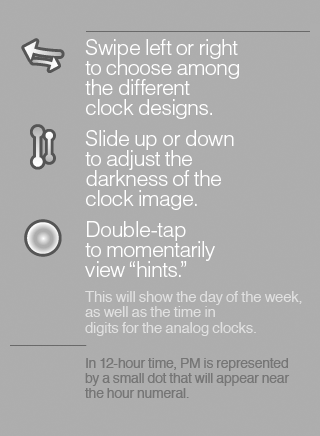 Swipe left or right
to choose among
the different
clock designs.
Slide up or down
to adjust the
darkness of the
clock image.
Double-tap
to momentarily
view “hints.”
This will show the day of the week,
as well as the time in
digits for the analog clocks.
In 12-hour time, PM is represented
by a small dot that will appear near
the hour numeral.